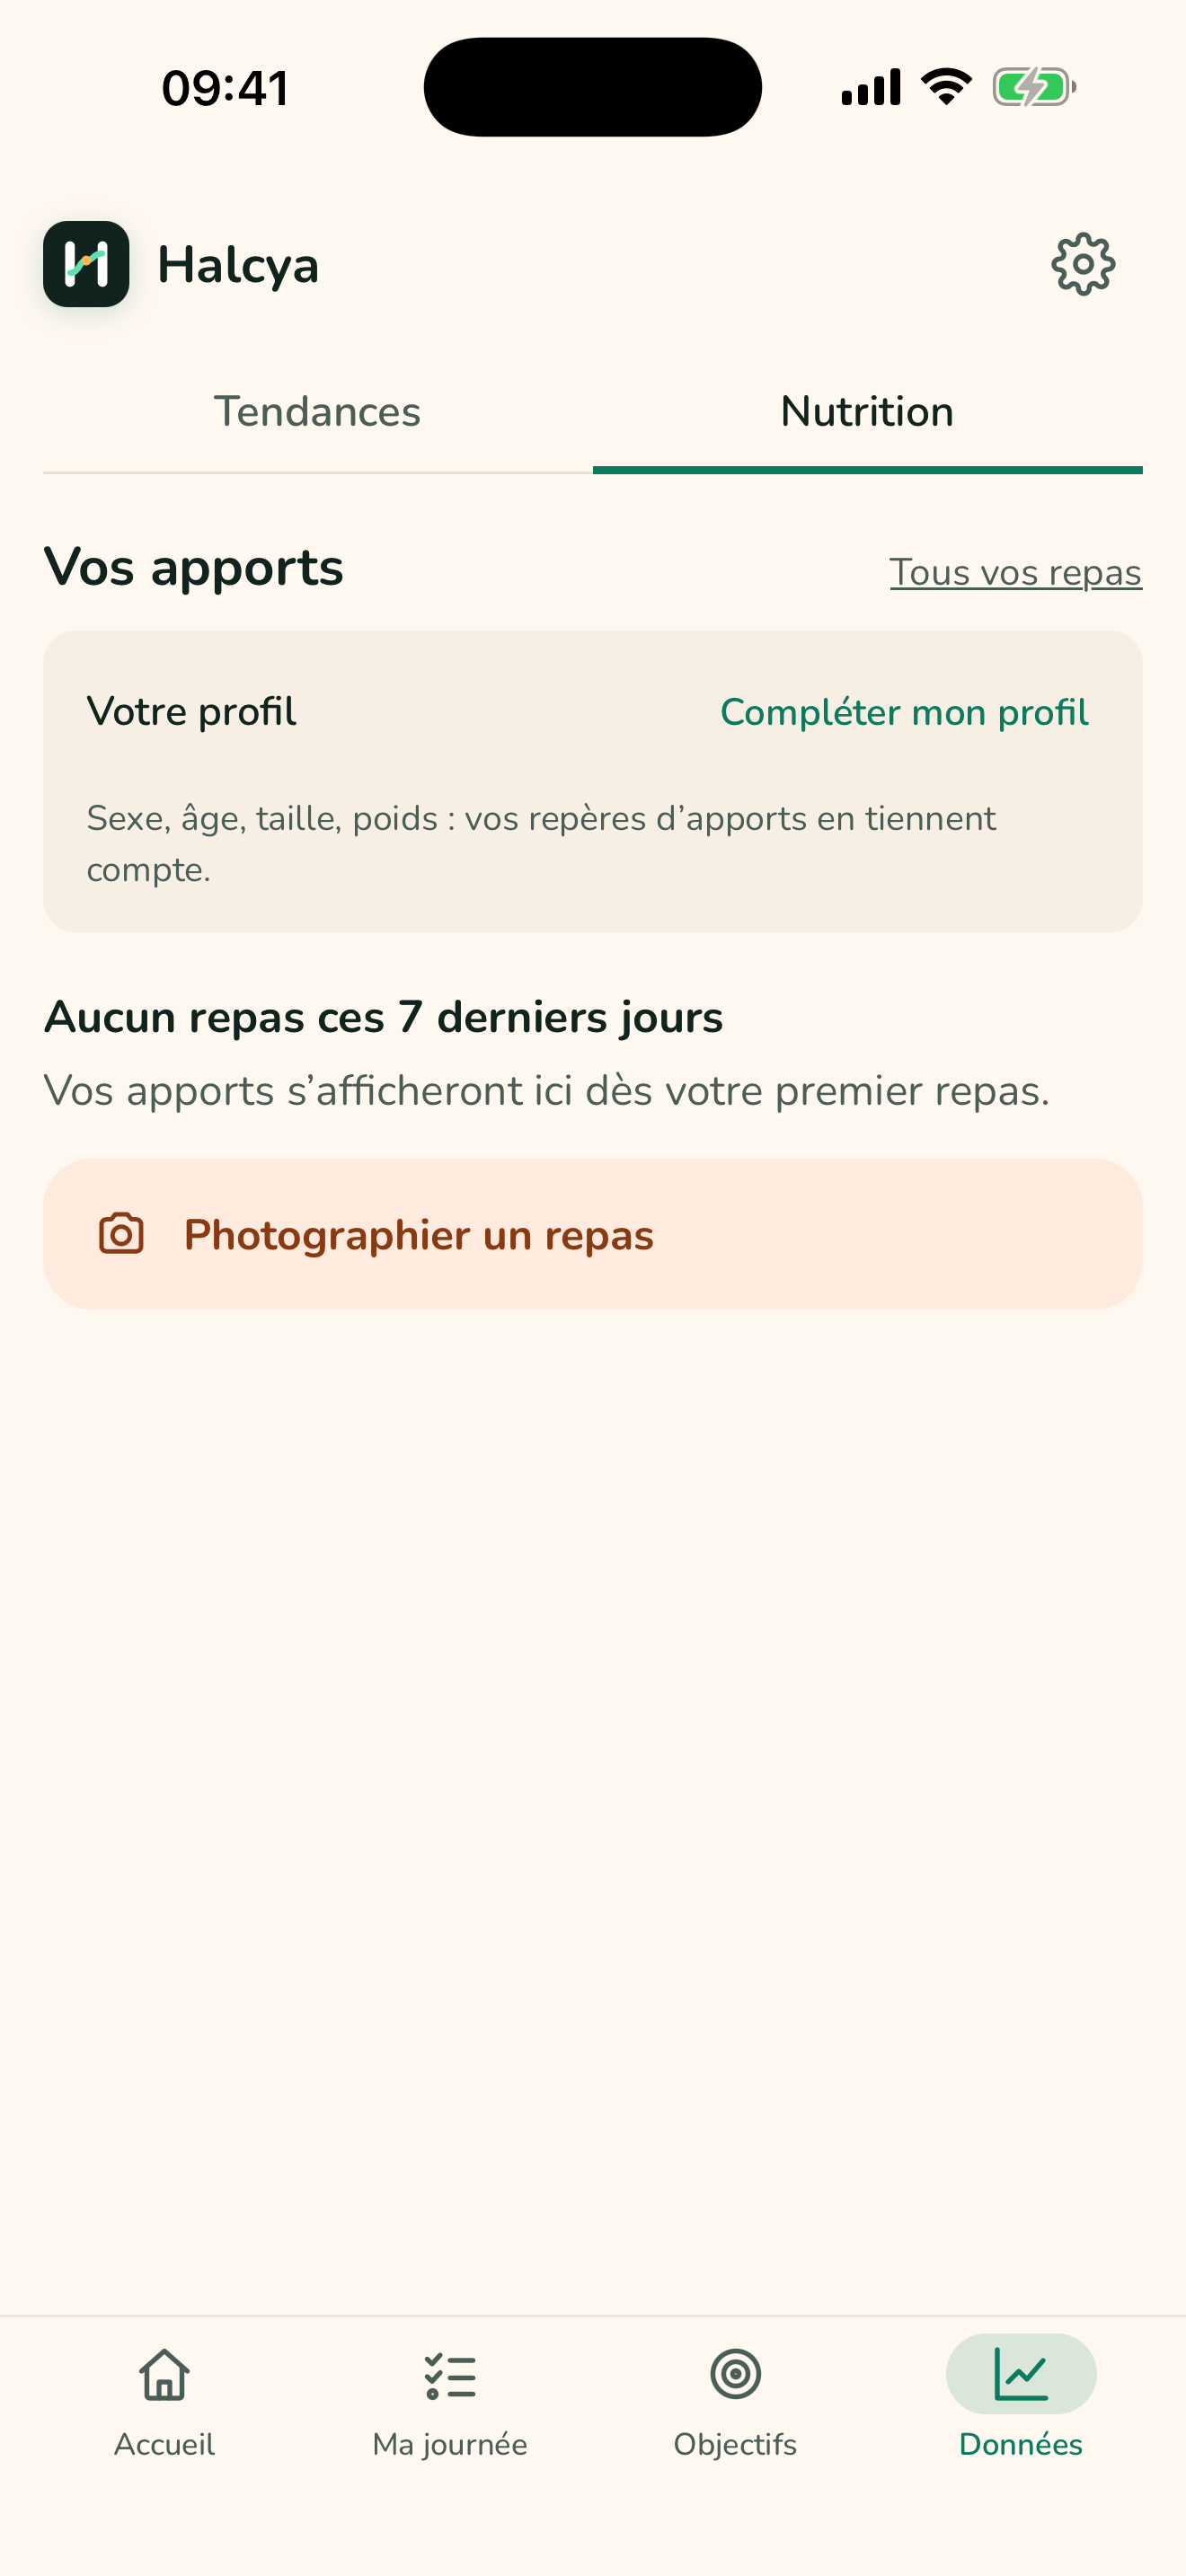 09:41
Halcya
Tendances
Nutrition
Vos apports
Tous vos repas
Votre profil
Compléter mon profil
Sexe, âge, taille, poids : vos repères d’apports en tiennent
compte.
Aucun repas ces 7 derniers jours
Vos apports s’afficheront ici dès votre premier repas.
Photographier un repas
Accueil
Ma journée
Objectifs
Données